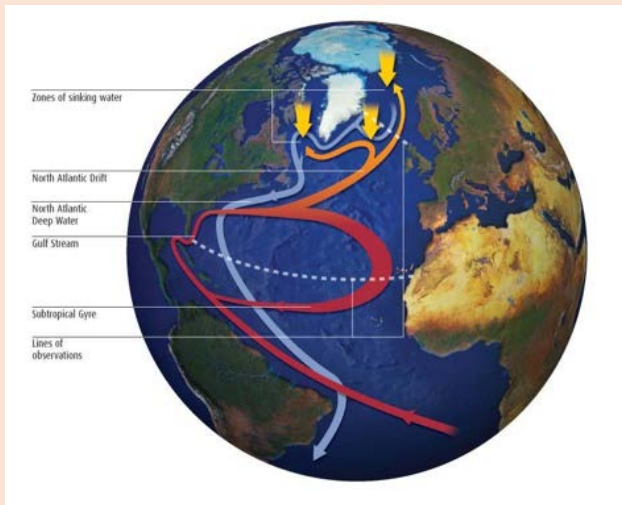 Zones of sinking water
North Atlantic Drift
North Atlantic
Deep Water
Gulf Stream
Subtropical Gyre
Lines of
observations